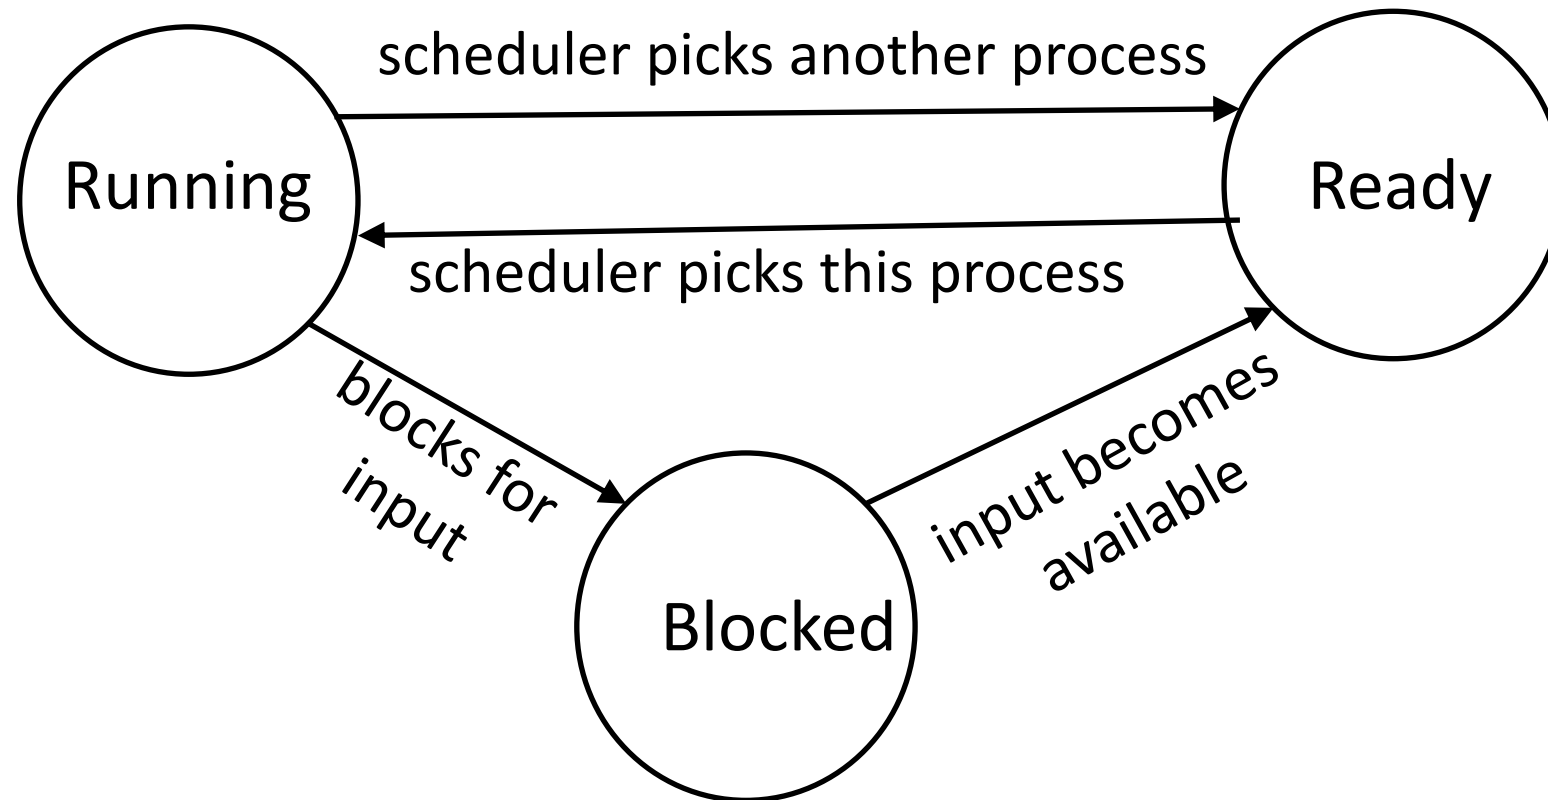 scheduler picks another process
Running
Ready
scheduler picks this process
blocks for
input
input becomes
available
Blocked